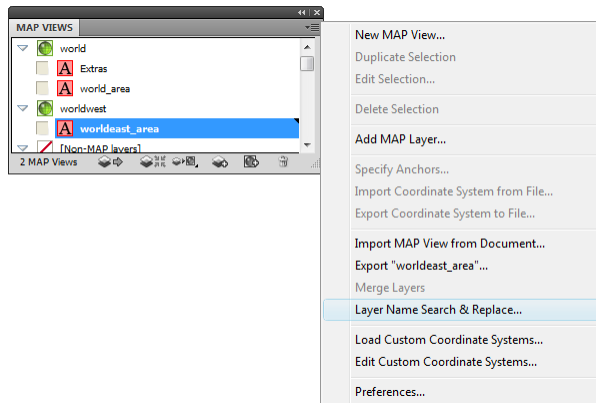 MAP VIEWS
world
A Extras
A world_area
worldwest
A worldeast_area
[Non-MAP layers]
2 MAP Views
New MAP View...
Duplicate Selection
Edit Selection...
Delete Selection
Add MAP Layer...
Specify Anchors...
Import Coordinate System from File...
Export Coordinate System to File...
Import MAP View from Document...
Export "worldeast_area"...
Merge Layers
Layer Name Search & Replace...
Load Custom Coordinate Systems...
Edit Custom Coordinate Systems...
Preferences...